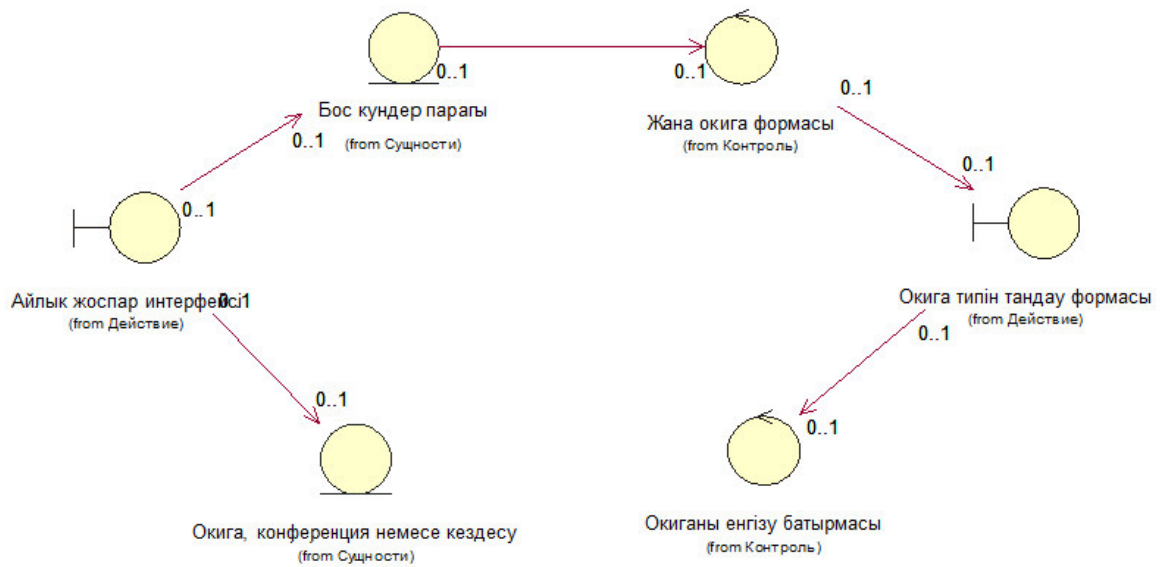 0..1
0..1
Бос кундер парагы
(from Сущности)
Жана окига формасы
(from Контроль)
0..1
0..1
0..1
0..1
Айлык жоспар интерфейсі
(from Действие)
0..1
0..1
Окига, конференция немесе кездесу
(from Сущности)
Окига типін тандау формасы
(from Действие)
0..1
0..1
Окиганы енгізу батырмасы
(from Контроль)